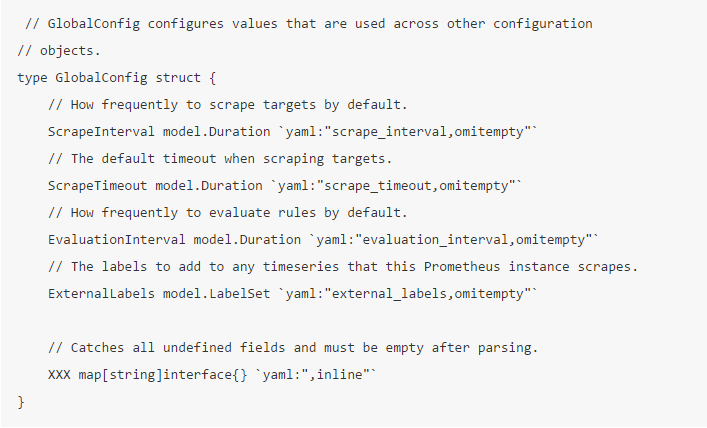 // GlobalConfig configures values that are used across other configuration
// objects.
type GlobalConfig struct {
    // How frequently to scrape targets by default.
    ScrapeInterval model.Duration `yaml:"scrape_interval,omitempty"`
    // The default timeout when scraping targets.
    ScrapeTimeout model.Duration `yaml:"scrape_timeout,omitempty"`
    // How frequently to evaluate rules by default.
    EvaluationInterval model.Duration `yaml:"evaluation_interval,omitempty"`
    // The labels to add to any timeseries that this Prometheus instance scrapes.
    ExternalLabels model.LabelSet `yaml:"external_labels,omitempty"`

    // Catches all undefined fields and must be empty after parsing.
    XXX map[string]interface{} `yaml:",inline"`
}